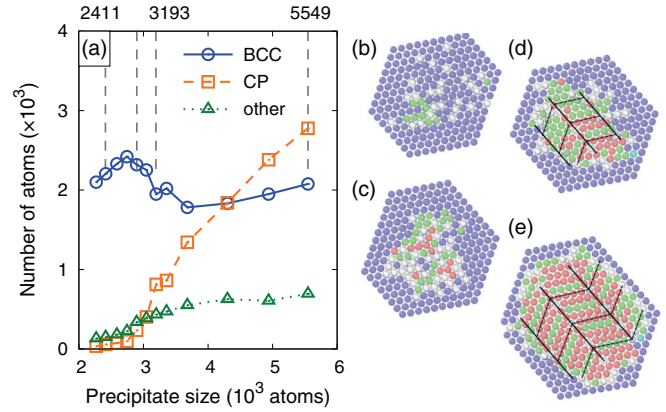 2411 3193 5549
(a)
BCC
CP
other
4
3
2
1
0
Number of atoms (×10³)
2 3 4 5 6
Precipitate size (10³ atoms)
(b)
(c)
(d)
(e)